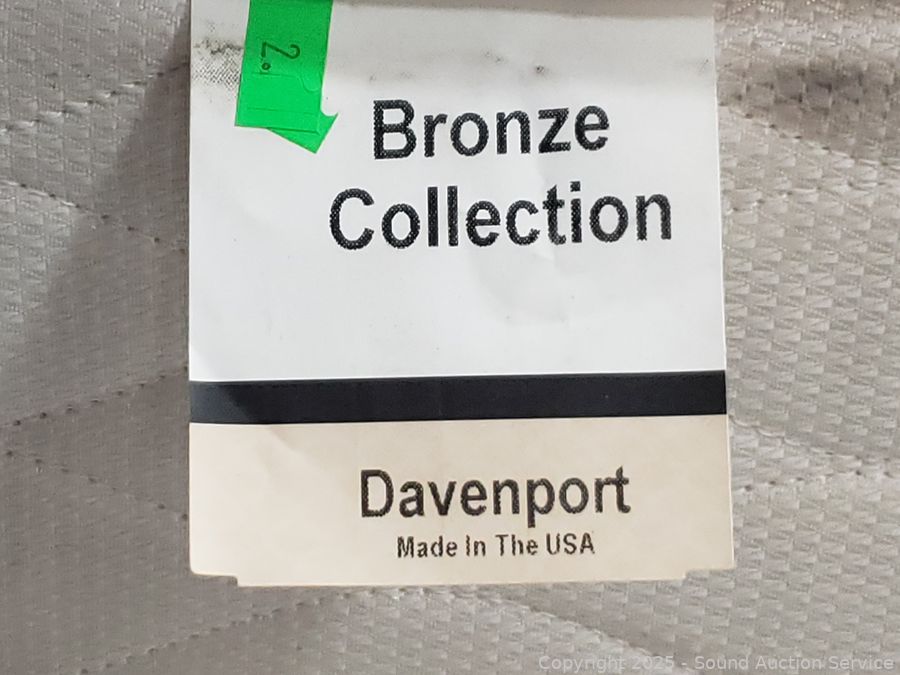 2.
Bronze
Collection
Davenport
Made In The USA
Copyright 2025 - Sound Auction Service